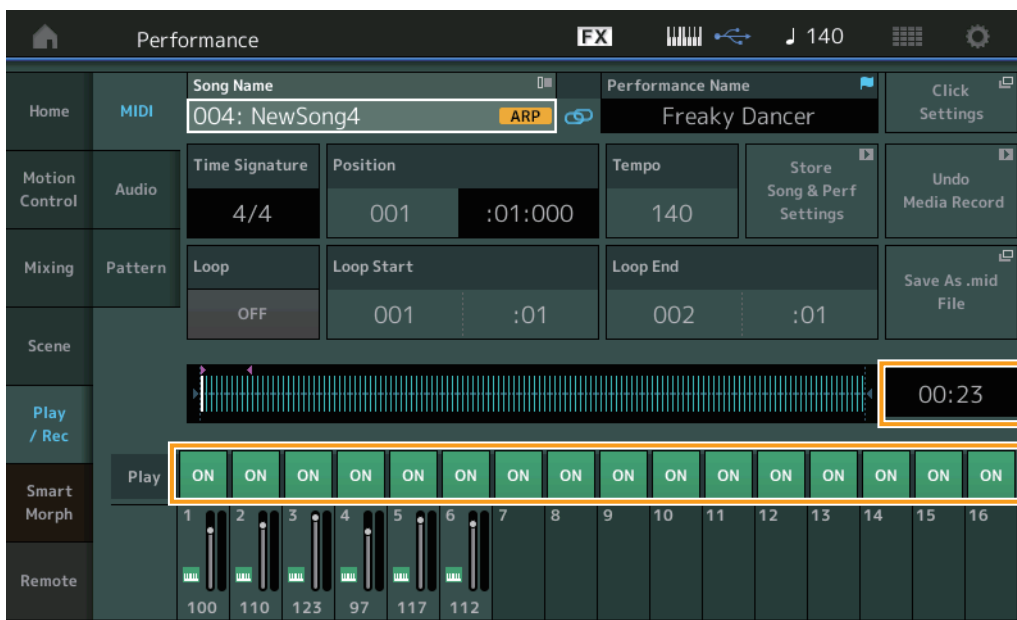 Performance
FX
140
Home
Motion
Control
Mixing
Scene
Play
/ Rec
Smart
Morph
Remote
MIDI
Audio
Pattern
Song Name
004: NewSong4
ARP
Performance Name
Freaky Dancer
Click
Settings
Time Signature
4/4
Position
001 :01:000
Tempo
140
Store
Song & Perf
Settings
Undo
Media Record
Loop
OFF
Loop Start
001 :01
Loop End
002 :01
Save As .mid
File
00:23
Play ON ON ON ON ON ON ON ON ON ON ON ON ON ON ON ON
1 2 3 4 5 6 7 8 9 10 11 12 13 14 15 16
100 110 123 97 117 112